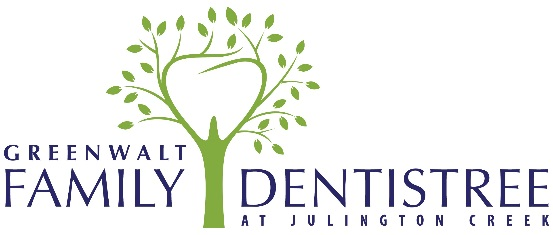 GREENWALT
FAMILY DENTISTREE
AT JULINGTON CREEK